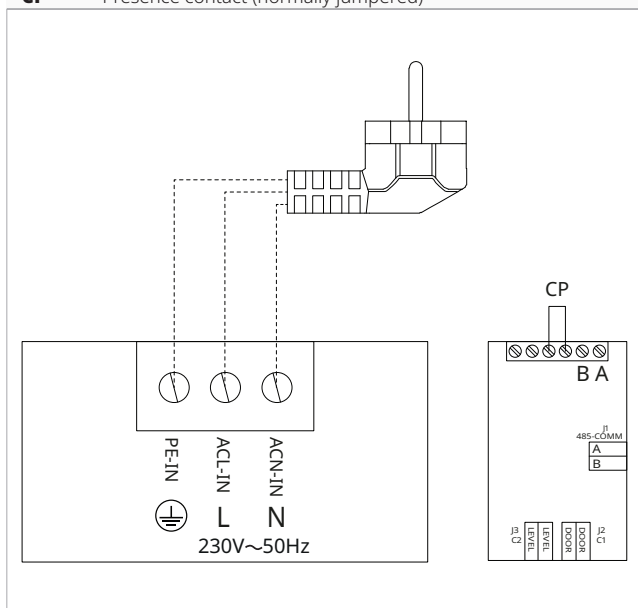 CP Presence contact (normally jumpered)
CP
B A
J1
485-COMM
A
B
PE-IN
ACL-IN
ACN-IN
L N
230V~50Hz
J3
C2
LEVEL
LEVEL
DOOR
DOOR
J2
C1